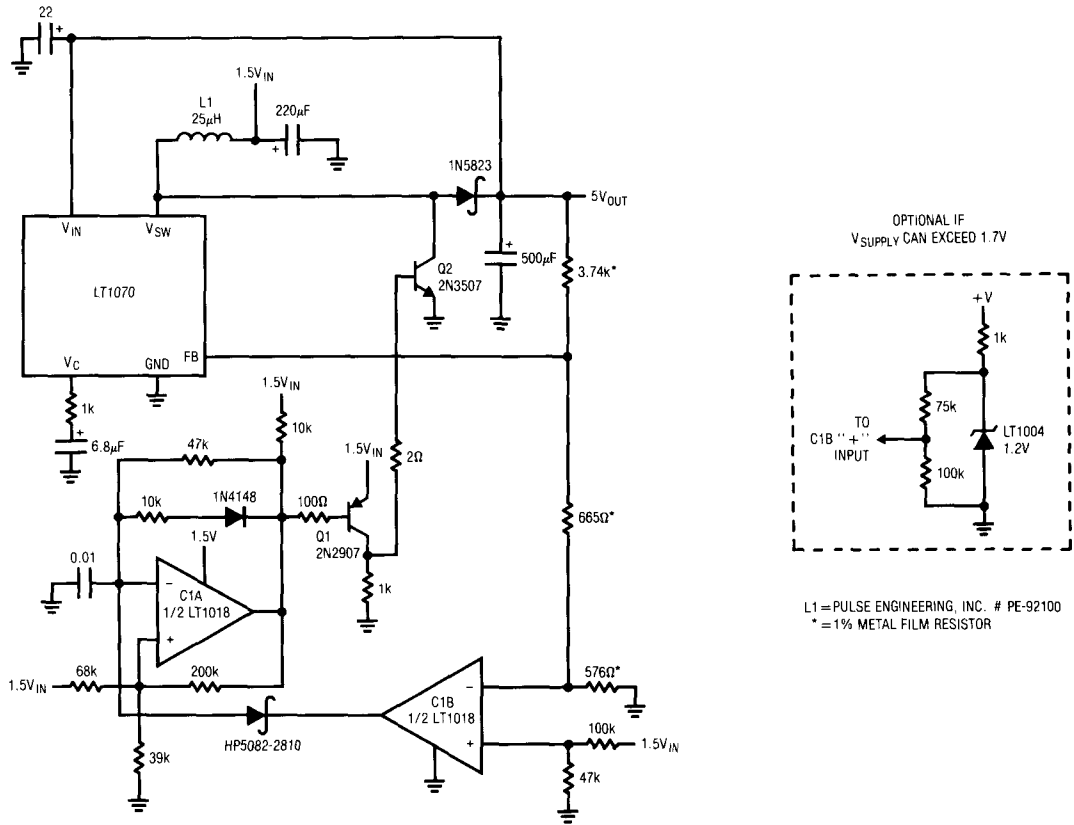 22
1.5VIN
L1
25μH
220μF
+
+
1N5823
5VOUT
VIN
VSW
LT1070
VC
GND
FB
+
500μF
3.74k*
Q2
2N3507
1k
+
6.8μF
1.5VIN
10k
47k
1.5VIN
2Ω
10k
1N4148
100Ω
Q1
2N2907
665Ω*
0.01
1.5V
−
C1A
1/2 LT1018
+
1k
68k
200k
1.5VIN
HP5082-2810
39k
576Ω*
−
C1B
1/2 LT1018
+
100k
1.5VIN
47k
OPTIONAL IF
VSUPPLY CAN EXCEED 1.7V
+V
1k
75k
TO
C1B "+"
INPUT
LT1004
1.2V
100k
L1=PULSE ENGINEERING, INC. # PE-92100
*=1% METAL FILM RESISTOR